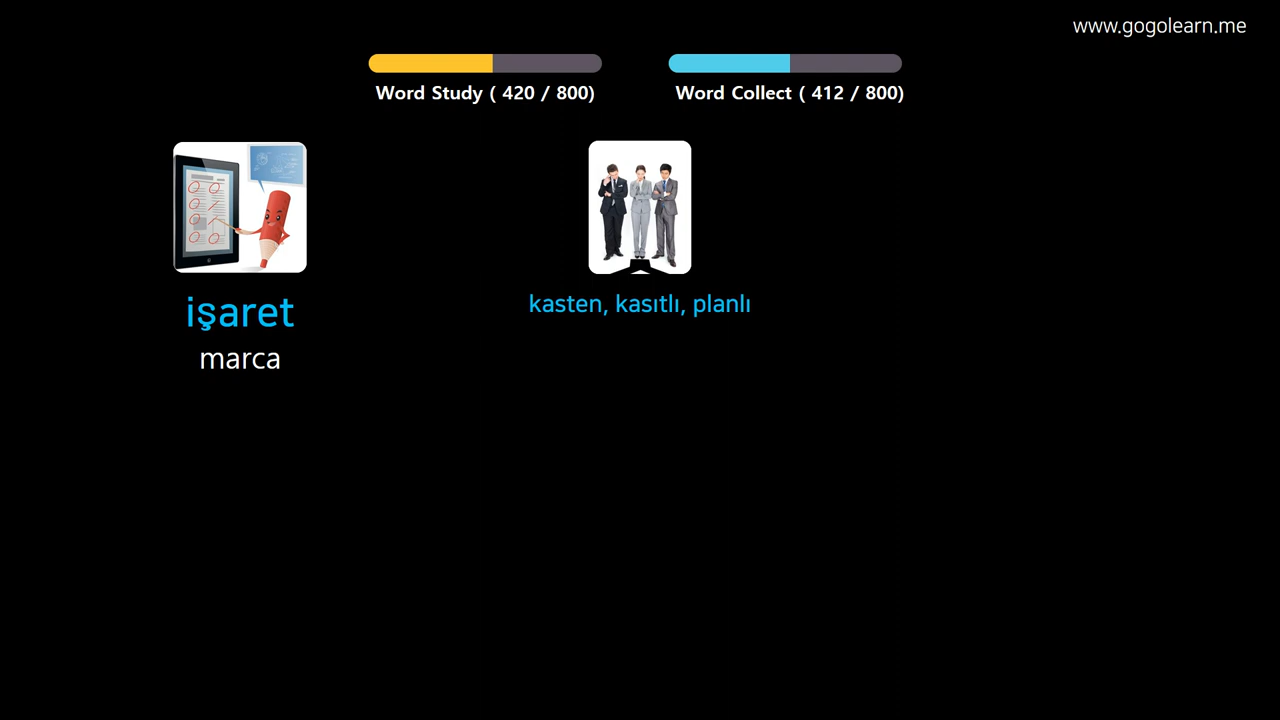 www.gogolearn.me
Word Study ( 420 / 800)
Word Collect ( 412 / 800)
işaret
marca
kasten, kasıtlı, planlı